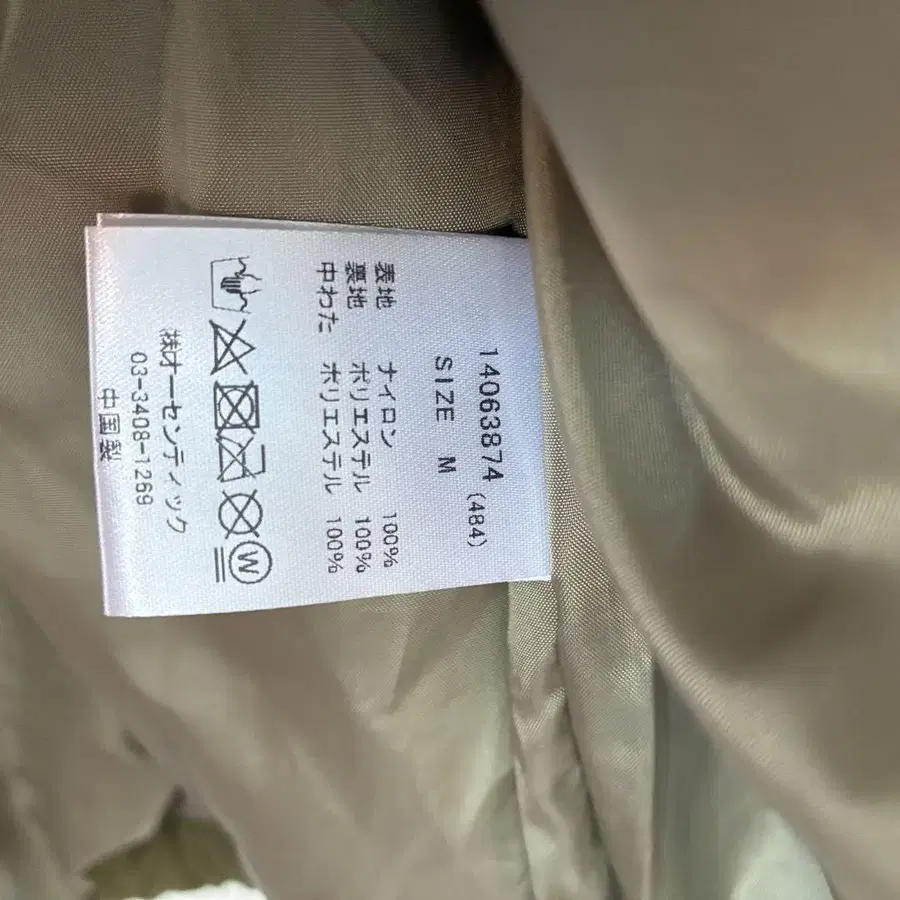 14063874 (484)
SIZE M
表地 ナイロン 100%
裏地 ポリエステル 100%
中わた ポリエステル 100%
W
㈱オーセンティック
03-3408-1269
中国製